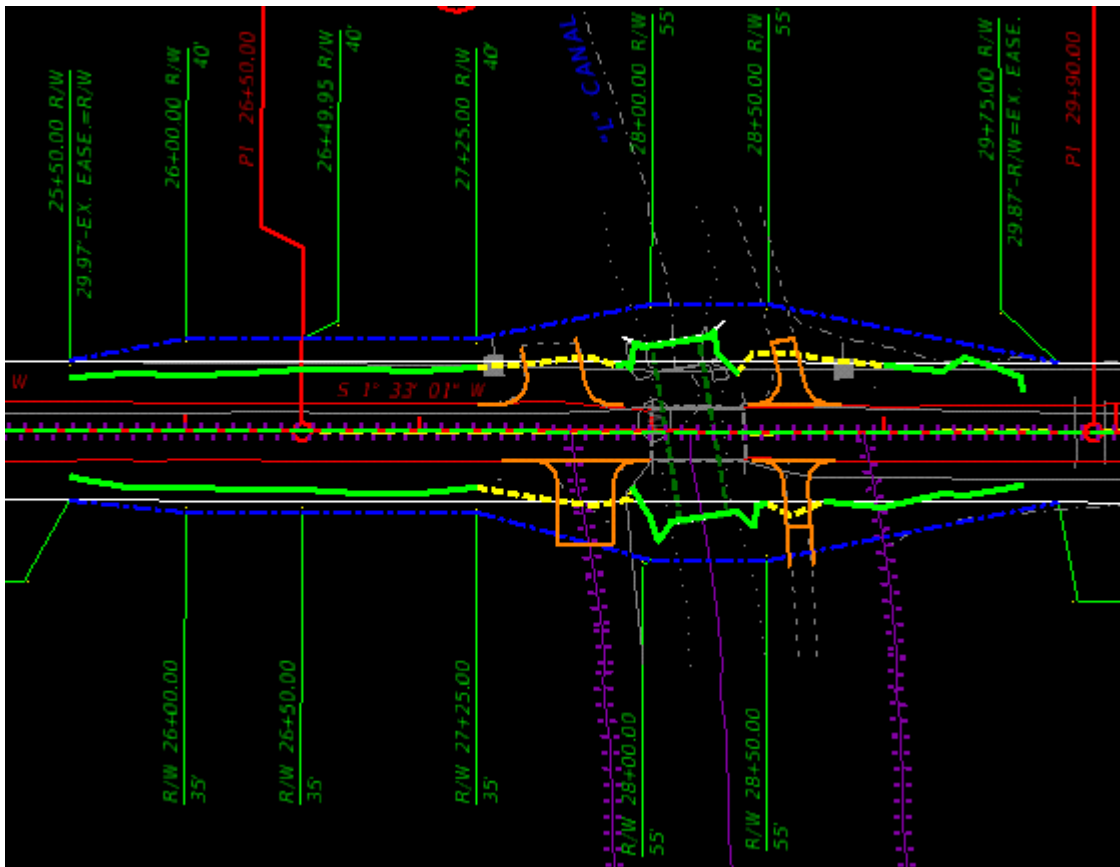 25+50.00 R/W
29.97'-EX. EASE.=R/W
26+00.00 R/W
40'
PI 26+50.00
26+49.95 R/W
40'
27+25.00 R/W
40'
"L" CANAL
28+00.00 R/W
55'
28+50.00 R/W
55'
29+75.00 R/W
29.87'-R/W=EX. EASE.
PI 29+90.00
W
S 1° 33' 01" W
R/W 26+00.00
35'
R/W 26+50.00
35'
R/W 27+25.00
35'
R/W 28+00.00
55'
R/W 28+50.00
55'